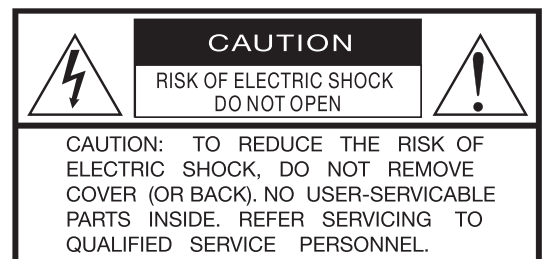 CAUTION
RISK OF ELECTRIC SHOCK
DO NOT OPEN
CAUTION: TO REDUCE THE RISK OF
ELECTRIC SHOCK, DO NOT REMOVE
COVER (OR BACK). NO USER-SERVICABLE
PARTS INSIDE. REFER SERVICING TO
QUALIFIED SERVICE PERSONNEL.